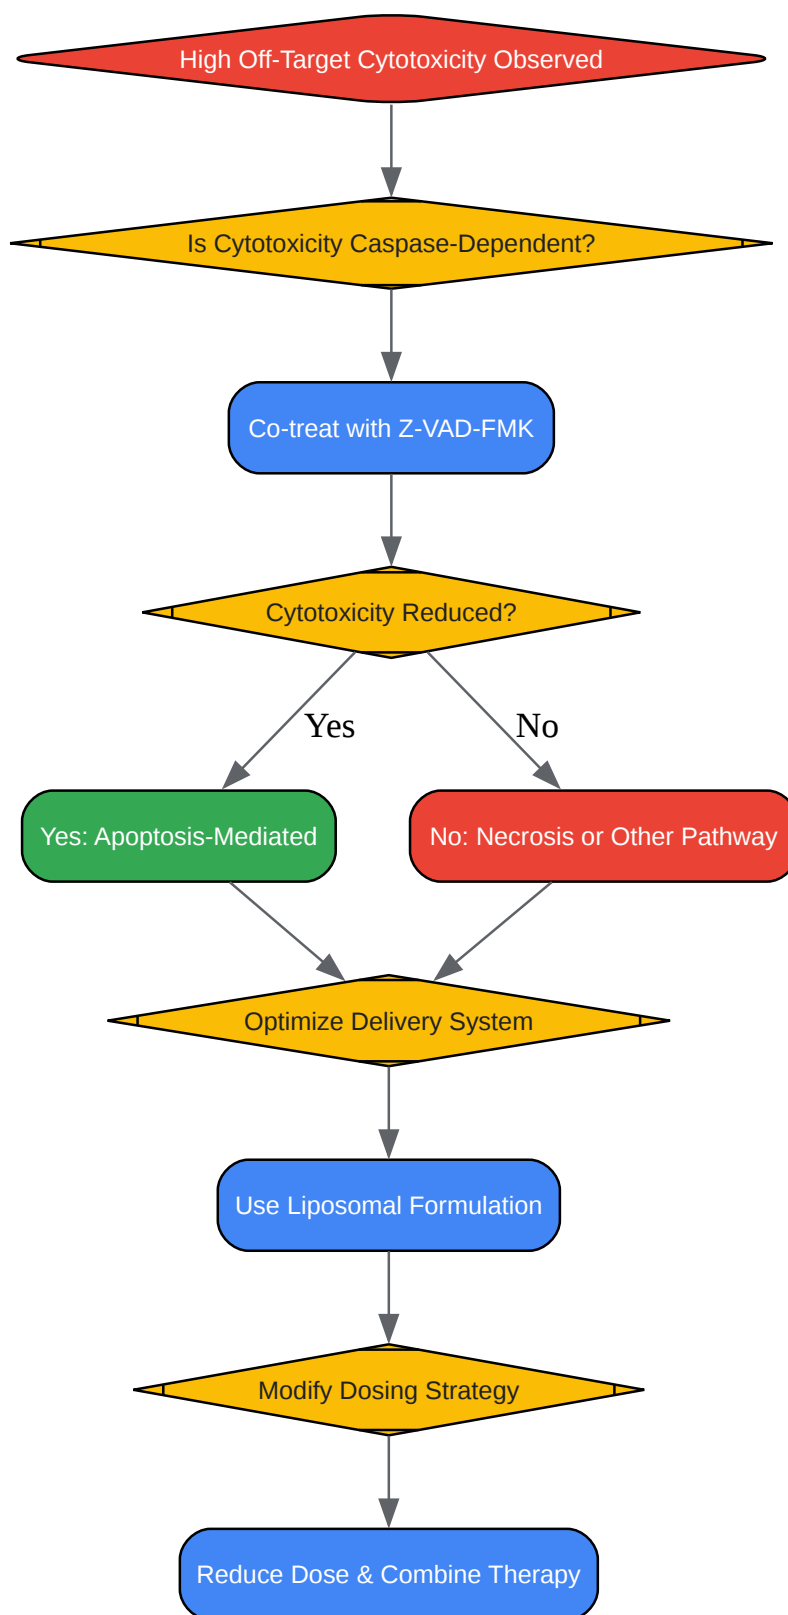 High Off-Target Cytotoxicity Observed
Is Cytotoxicity Caspase-Dependent?
Co-treat with Z-VAD-FMK
Cytotoxicity Reduced?
Yes
No
Yes: Apoptosis-Mediated
No: Necrosis or Other Pathway
Optimize Delivery System
Use Liposomal Formulation
Modify Dosing Strategy
Reduce Dose & Combine Therapy